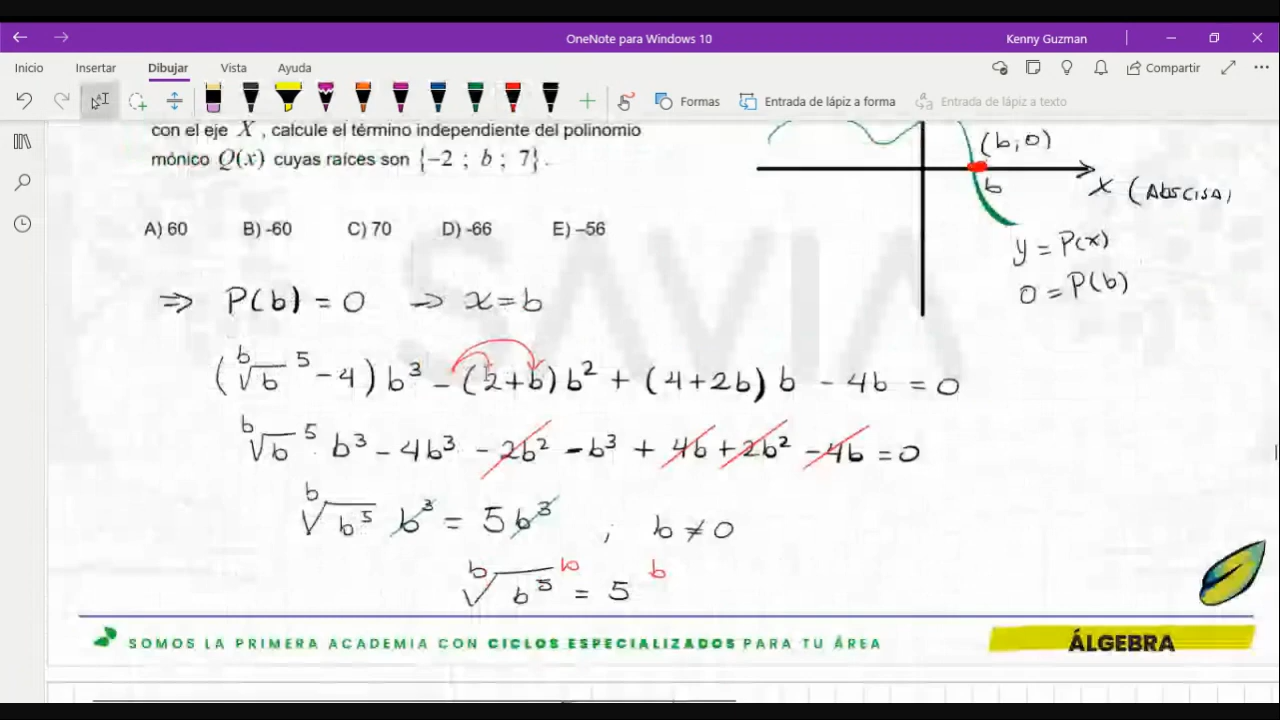 OneNote para Windows 10
Kenny Guzman
Inicio Insertar Dibujar Vista Ayuda
Compartir
Formas Entrada de lápiz a forma Entrada de lápiz a texto
con el eje X , calcule el término independiente del polinomio
mónico Q(x) cuyas raíces son {−2 ; b ; 7} .
(b, 0)
b
X (Abscisa)
A) 60 B) -60 C) 70 D) -66 E) –56
y = P(x)
0 = P(b)
⇒ P(b) = 0 → x = b
(ᵇ√b ⁵ − 4) b³ − (2+b) b² + (4+2b) b − 4b = 0
ᵇ√b ⁵ b³ − 4b³ − 2b² − b³ + 4b + 2b² − 4b = 0
ᵇ√b⁵ b³ = 5b³ ; b ≠ 0
ᵇ√b⁵ ᵇ = 5 ᵇ
SOMOS LA PRIMERA ACADEMIA CON CICLOS ESPECIALIZADOS PARA TU ÁREA
ÁLGEBRA
SAVIA